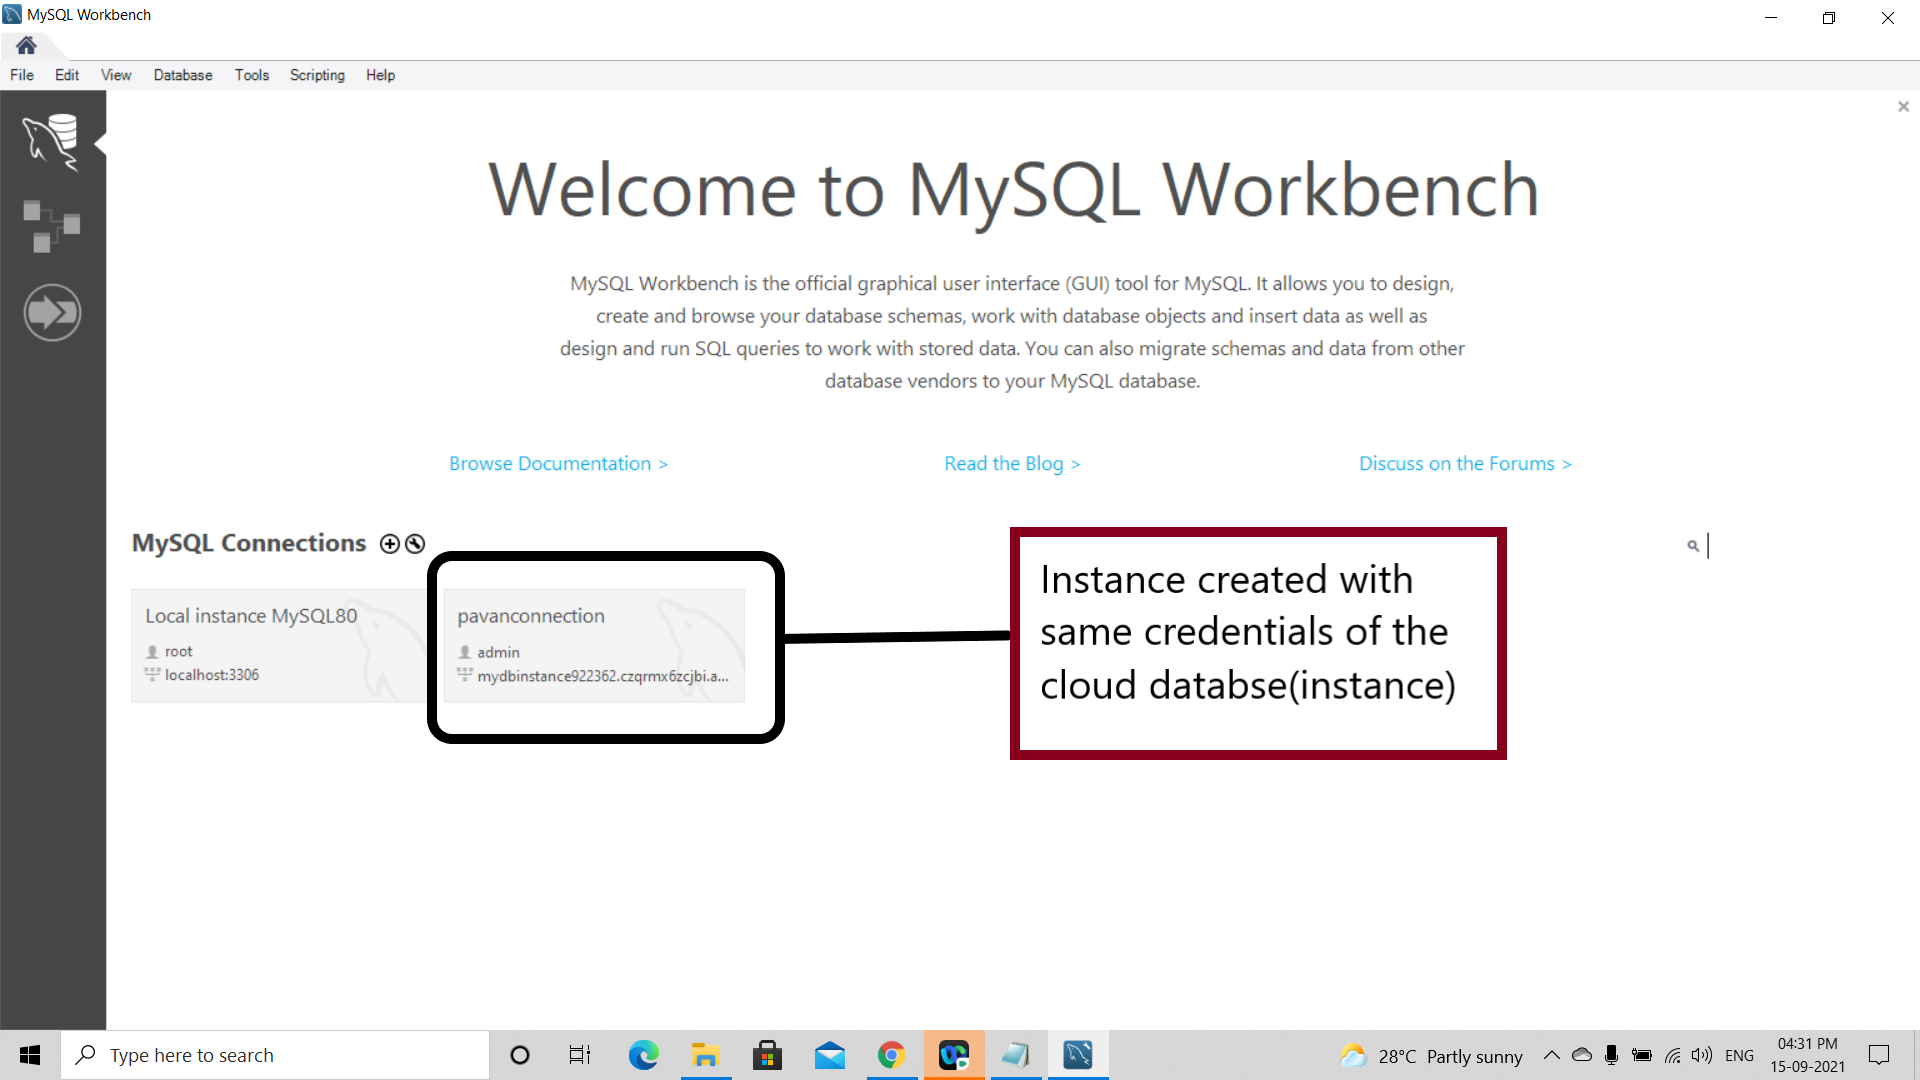 MySQL Workbench
File Edit View Database Tools Scripting Help
Welcome to MySQL Workbench
MySQL Workbench is the official graphical user interface (GUI) tool for MySQL. It allows you to design,
create and browse your database schemas, work with database objects and insert data as well as
design and run SQL queries to work with stored data. You can also migrate schemas and data from other
database vendors to your MySQL database.
Browse Documentation >
Read the Blog >
Discuss on the Forums >
MySQL Connections
Local instance MySQL80
root
localhost:3306
pavanconnection
admin
mydbinstance922362.czqrmx6zcjbi.a...
Instance created with
same credentials of the
cloud databse(instance)
Type here to search
28°C Partly sunny
ENG
04:31 PM
15-09-2021